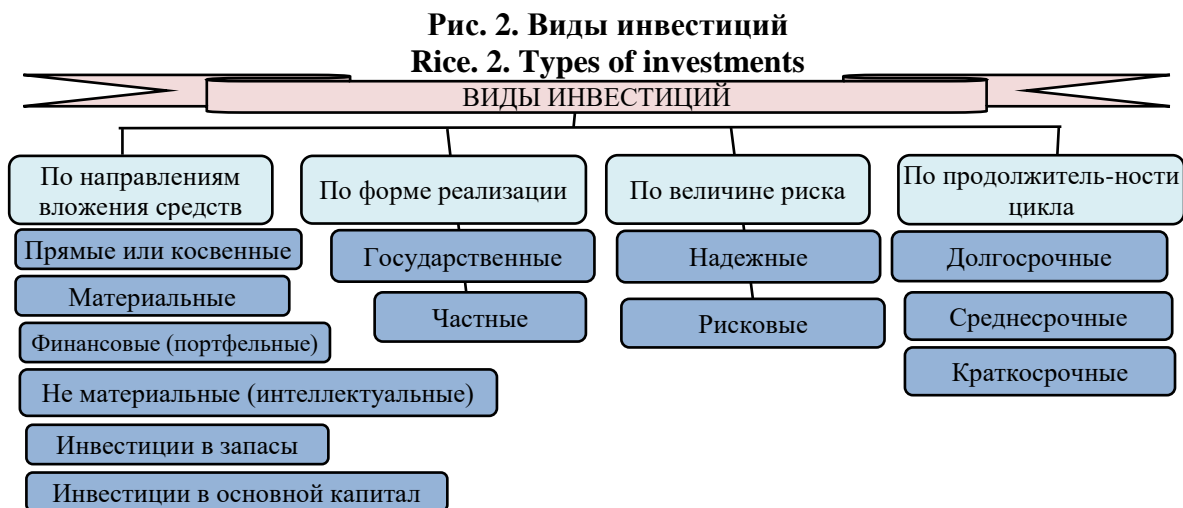 Рис. 2. Виды инвестиций
Rice. 2. Types of investments
ВИДЫ ИНВЕСТИЦИЙ
По направлениям
вложения средств
Прямые или косвенные
Материальные
Финансовые (портфельные)
Не материальные (интеллектуальные)
Инвестиции в запасы
Инвестиции в основной капитал
По форме реализации
Государственные
Частные
По величине риска
Надежные
Рисковые
По продолжитель-ности
цикла
Долгосрочные
Среднесрочные
Краткосрочные